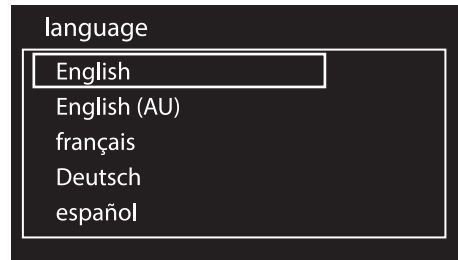 language
English
English (AU)
français
Deutsch
español